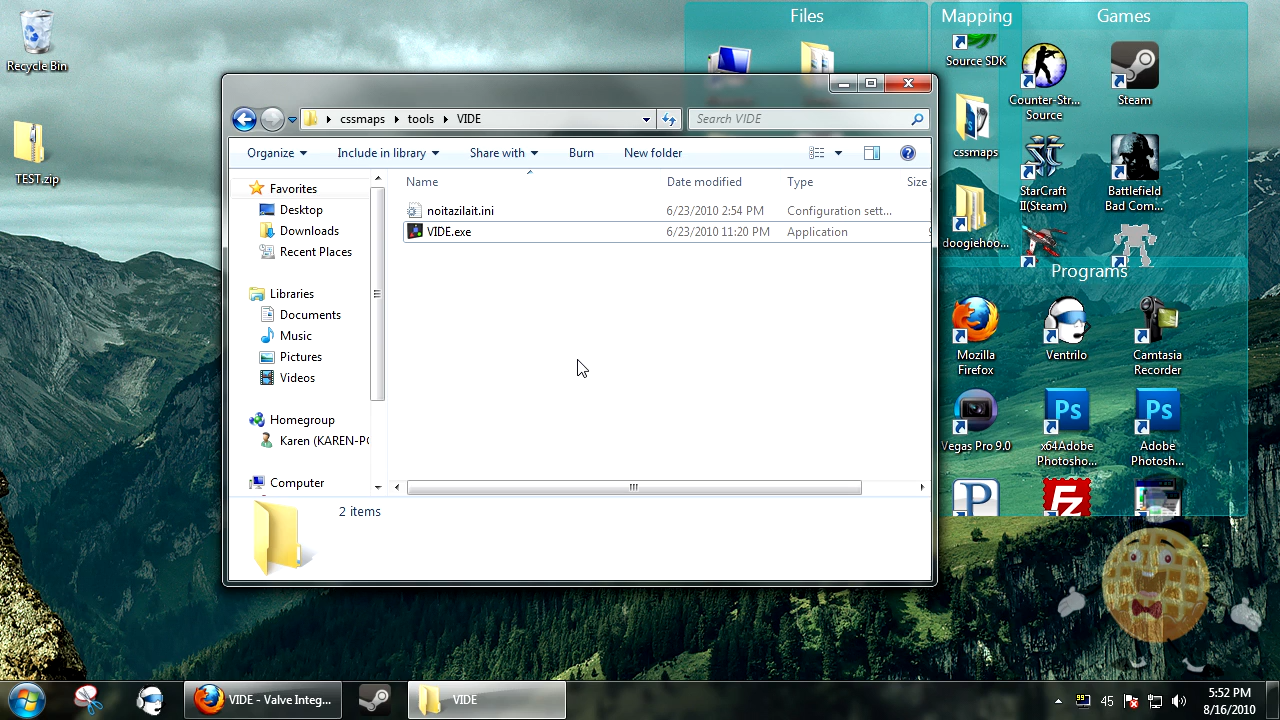 Recycle Bin
TEST.zip
Files
Mapping
Games
Source SDK
Counter-Str...
Source
Steam
cssmaps
StarCraft
II(Steam)
Battlefield
Bad Com...
doogiehoo...
Programs
Mozilla
Firefox
Ventrilo
Camtasia
Recorder
Vegas Pro 9.0
x64Adobe
Photosho...
Adobe
Photosh...
cssmaps
tools
VIDE
Search VIDE
Organize
Include in library
Share with
Burn
New folder
Favorites
Desktop
Downloads
Recent Places
Libraries
Documents
Music
Pictures
Videos
Homegroup
Karen (KAREN-PC
Computer
Name
Date modified
Type
Size
noitazilait.ini
6/23/2010 2:54 PM
Configuration sett...
VIDE.exe
6/23/2010 11:20 PM
Application
2 items
VIDE - Valve Integ...
VIDE
45
5:52 PM
8/16/2010